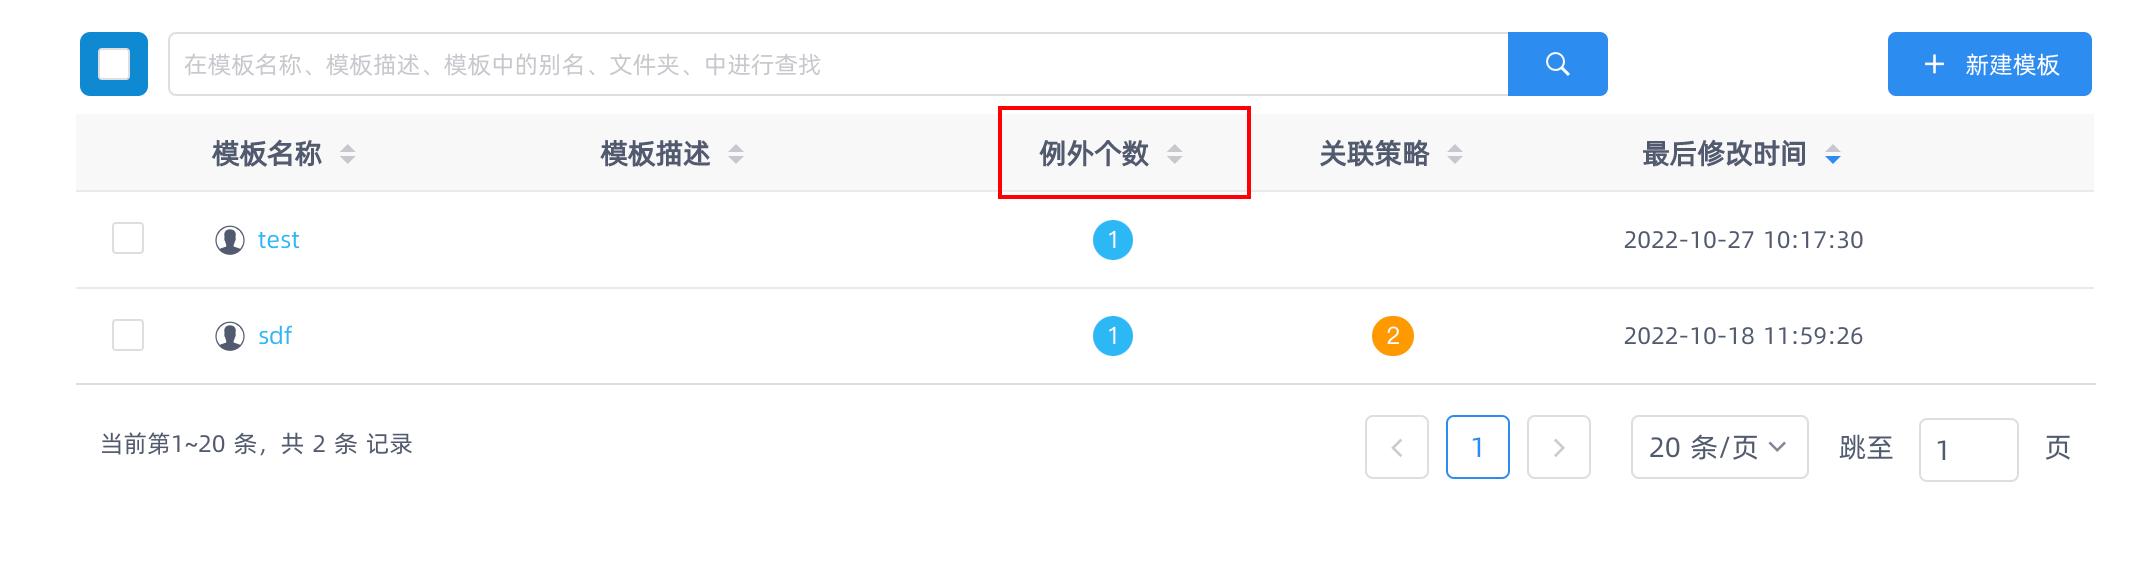 在模板名称、模板描述、模板中的别名、文件夹、中进行查找
新建模板
模板名称 模板描述 例外个数 关联策略 最后修改时间
test 1 2022-10-27 10:17:30
sdf 1 2 2022-10-18 11:59:26
当前第1~20 条，共 2 条 记录 1 20 条/页 跳至 1 页